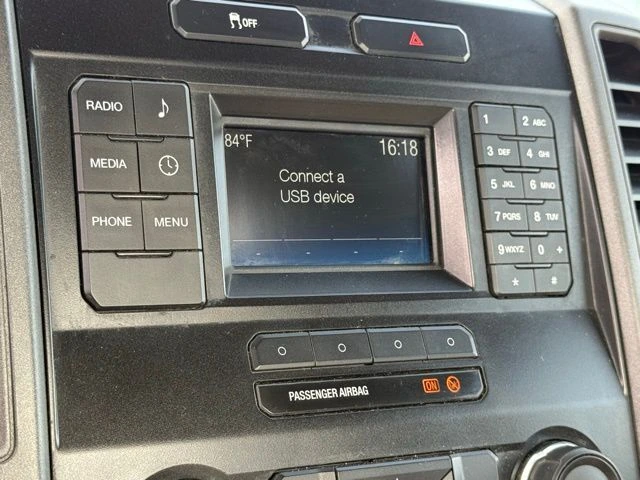 OFF
RADIO
MEDIA
PHONE MENU
84°F 16:18
Connect a
USB device
1 2 ABC
3 DEF 4 GHI
5 JKL 6 MNO
7 PQRS 8 TUV
9 WXYZ 0 +
* #
PASSENGER AIRBAG ON